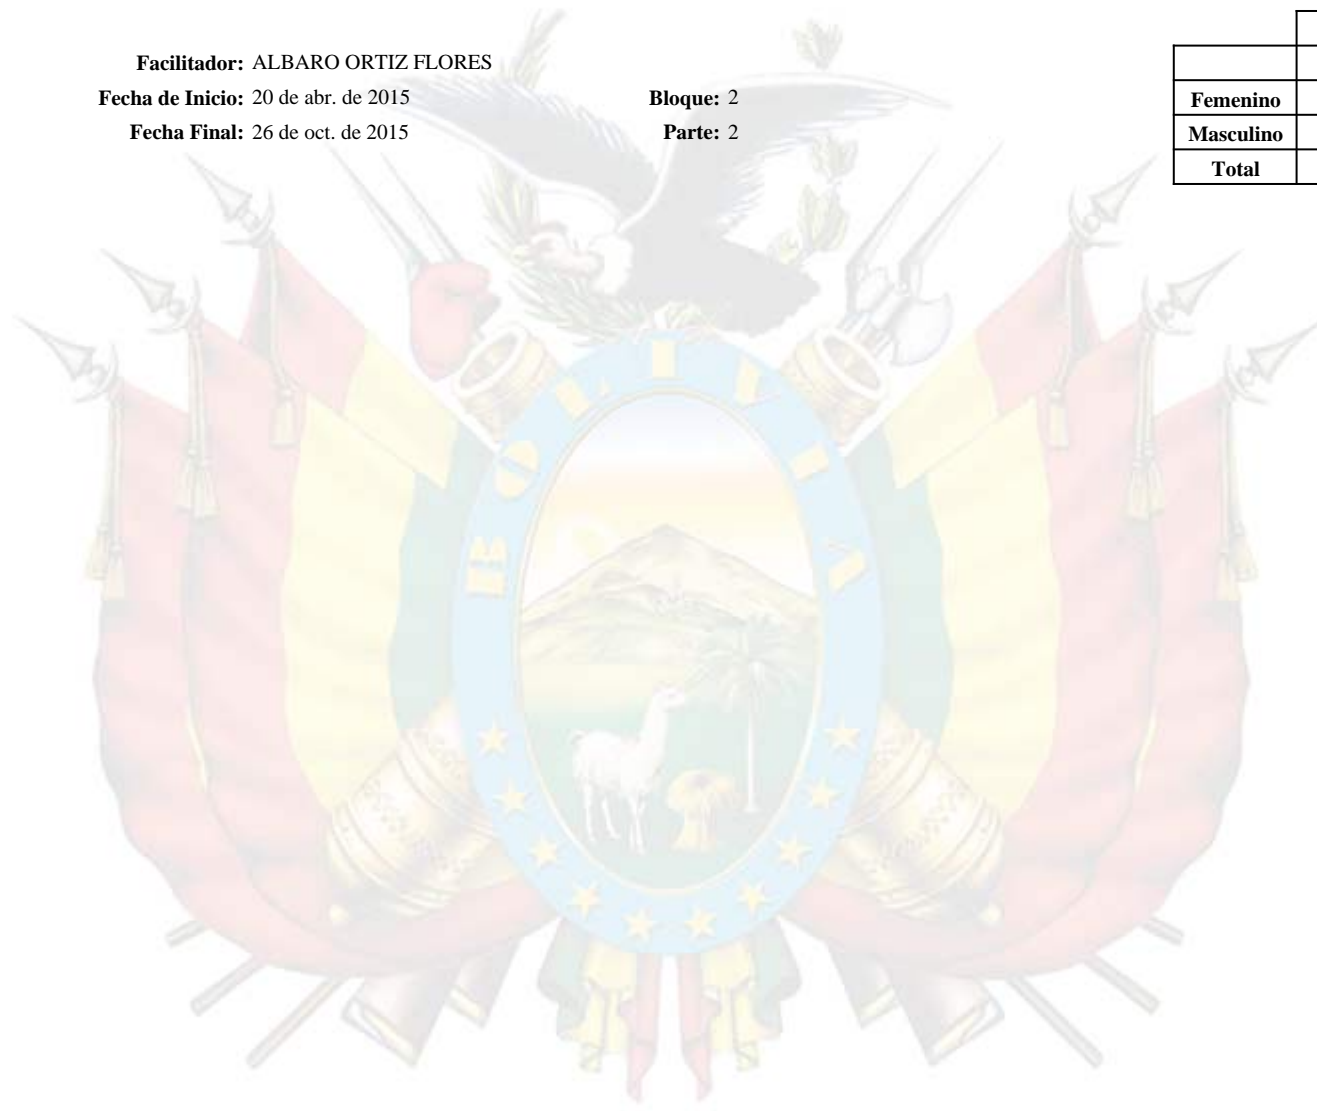 Facilitador: ALBARO ORTIZ FLORES
Fecha de Inicio: 20 de abr. de 2015 Bloque: 2
Fecha Final: 26 de oct. de 2015 Parte: 2
Femenino
Masculino
Total
BOLIVIA